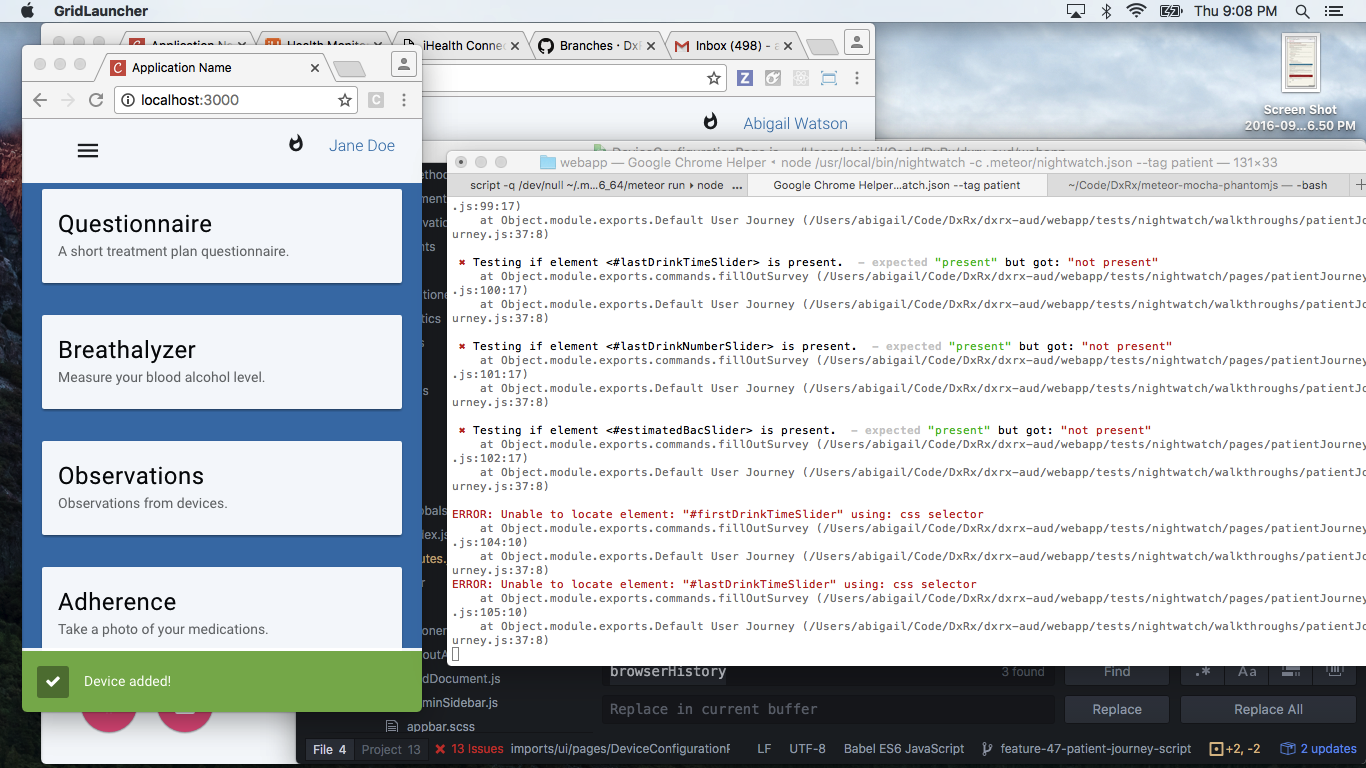 GridLauncher
Thu 9:08 PM
Health Monito
iHealth Conne
Branches · DxR
Inbox (498) - a
Application Name
localhost:3000
Jane Doe
Abigail Watson
Screen Shot
2016-09...6.50 PM
Questionnaire
A short treatment plan questionnaire.
Breathalyzer
Measure your blood alcohol level.
Observations
Observations from devices.
Adherence
Take a photo of your medications.
Device added!
webapp — Google Chrome Helper • node /usr/local/bin/nightwatch -c .meteor/nightwatch.json --tag patient — 131×33
script -q /dev/null ~/.m...6_64/meteor run ▸ node ...
Google Chrome Helper...atch.json --tag patient
~/Code/DxRx/meteor-mocha-phantomjs — -bash
.js:99:17)
at Object.module.exports.Default User Journey (/Users/abigail/Code/DxRx/dxrx-aud/webapp/tests/nightwatch/walkthroughs/patientJo
urney.js:37:8)
✖ Testing if element <#lastDrinkTimeSlider> is present.  – expected "present" but got: "not present"
at Object.module.exports.commands.fillOutSurvey (/Users/abigail/Code/DxRx/dxrx-aud/webapp/tests/nightwatch/pages/patientJourney
.js:100:17)
at Object.module.exports.Default User Journey (/Users/abigail/Code/DxRx/dxrx-aud/webapp/tests/nightwatch/walkthroughs/patientJo
urney.js:37:8)
✖ Testing if element <#lastDrinkNumberSlider> is present.  – expected "present" but got: "not present"
at Object.module.exports.commands.fillOutSurvey (/Users/abigail/Code/DxRx/dxrx-aud/webapp/tests/nightwatch/pages/patientJourney
.js:101:17)
at Object.module.exports.Default User Journey (/Users/abigail/Code/DxRx/dxrx-aud/webapp/tests/nightwatch/walkthroughs/patientJo
urney.js:37:8)
✖ Testing if element <#estimatedBacSlider> is present.  – expected "present" but got: "not present"
at Object.module.exports.commands.fillOutSurvey (/Users/abigail/Code/DxRx/dxrx-aud/webapp/tests/nightwatch/pages/patientJourney
.js:102:17)
at Object.module.exports.Default User Journey (/Users/abigail/Code/DxRx/dxrx-aud/webapp/tests/nightwatch/walkthroughs/patientJo
urney.js:37:8)
ERROR: Unable to locate element: "#firstDrinkTimeSlider" using: css selector
at Object.module.exports.commands.fillOutSurvey (/Users/abigail/Code/DxRx/dxrx-aud/webapp/tests/nightwatch/pages/patientJourney
.js:104:10)
at Object.module.exports.Default User Journey (/Users/abigail/Code/DxRx/dxrx-aud/webapp/tests/nightwatch/walkthroughs/patientJo
urney.js:37:8)
ERROR: Unable to locate element: "#lastDrinkTimeSlider" using: css selector
at Object.module.exports.commands.fillOutSurvey (/Users/abigail/Code/DxRx/dxrx-aud/webapp/tests/nightwatch/pages/patientJourney
.js:105:10)
at Object.module.exports.Default User Journey (/Users/abigail/Code/DxRx/dxrx-aud/webapp/tests/nightwatch/walkthroughs/patientJo
urney.js:37:8)
dDocument.js
minSidebar.js
appbar.scss
browserHistory
3 found
Find
.*
Aa
Replace in current buffer
Replace
Replace All
File 4
Project 13
13 Issues
imports/ui/pages/DeviceConfigurationP
LF
UTF-8
Babel ES6 JavaScript
feature-47-patient-journey-script
+2, -2
2 updates